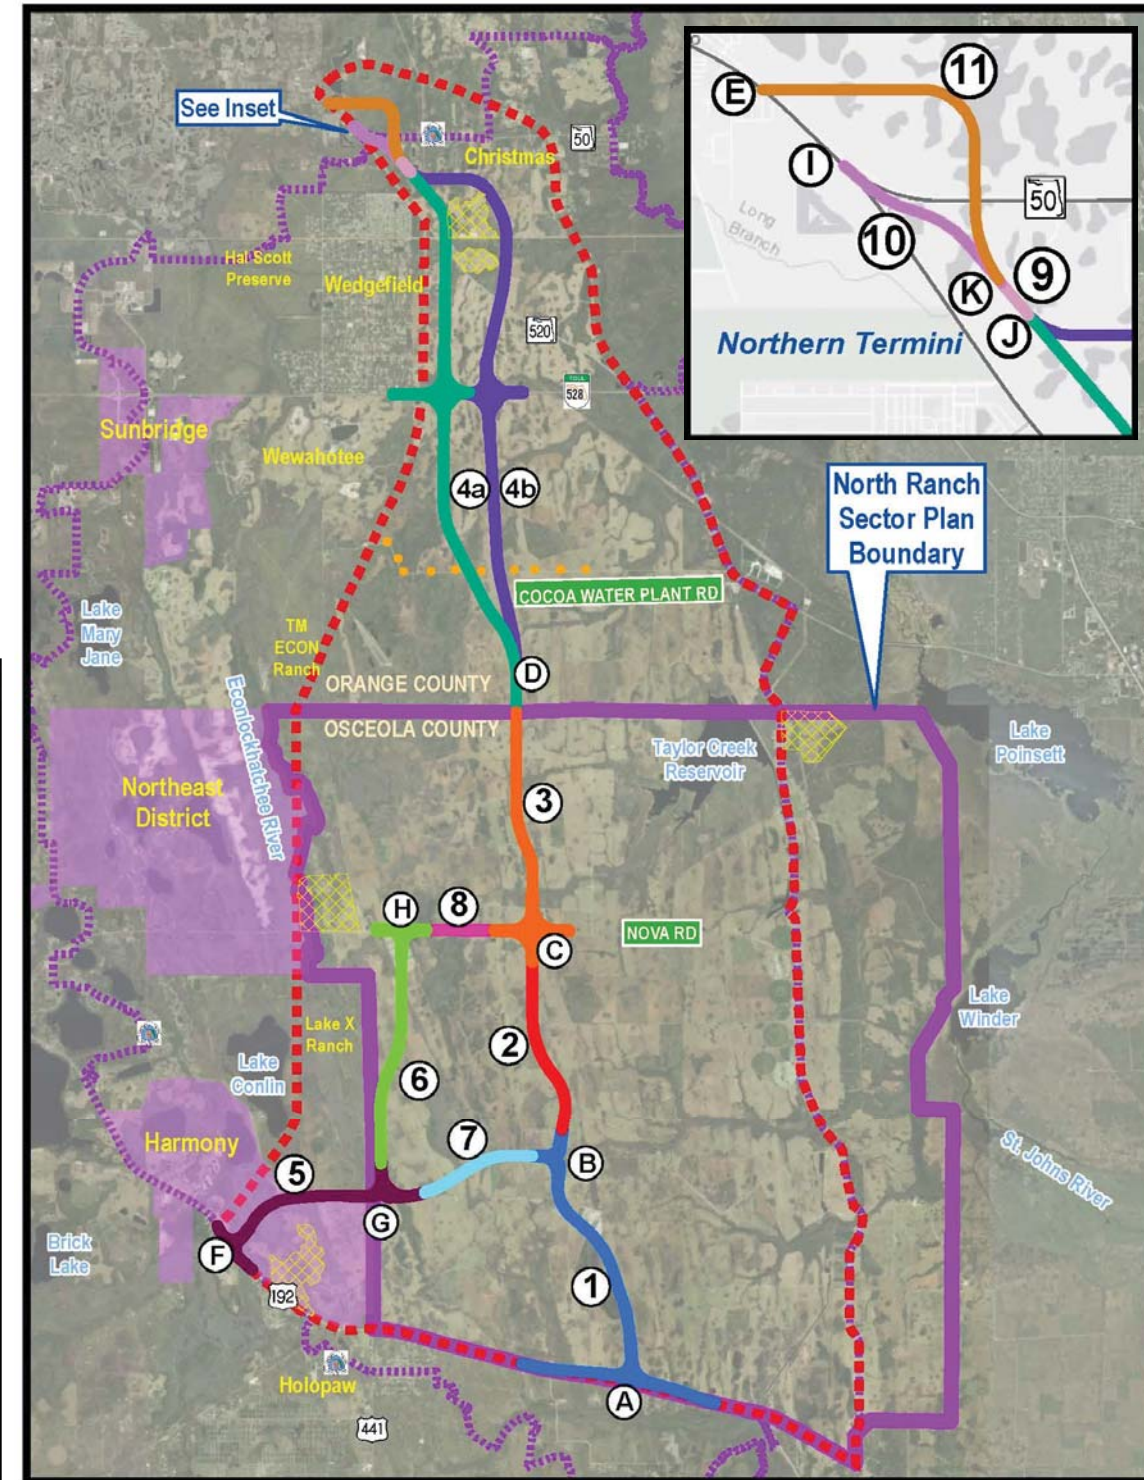 See Inset
50
Christmas
Hal Scott
Preserve
Wedgefield
520
TOLL
528
Sunbridge
Wewahotee
4a
4b
COCOA WATER PLANT RD
Lake
Mary
Jane
TM
ECON
Ranch
D
ORANGE COUNTY
OSCEOLA COUNTY
Econlockhatchee River
Taylor Creek
Reservoir
Lake
Poinsett
Northeast
District
3
H
8
C
NOVA RD
Lake X
Ranch
Lake
Conlin
2
Lake
Winder
6
Harmony
7
B
5
G
St. Johns River
F
Brick
Lake
192
1
Holopaw
A
441
E
11
I
50
Long
Branch
10
K
9
J
Northern Termini
North Ranch
Sector Plan
Boundary